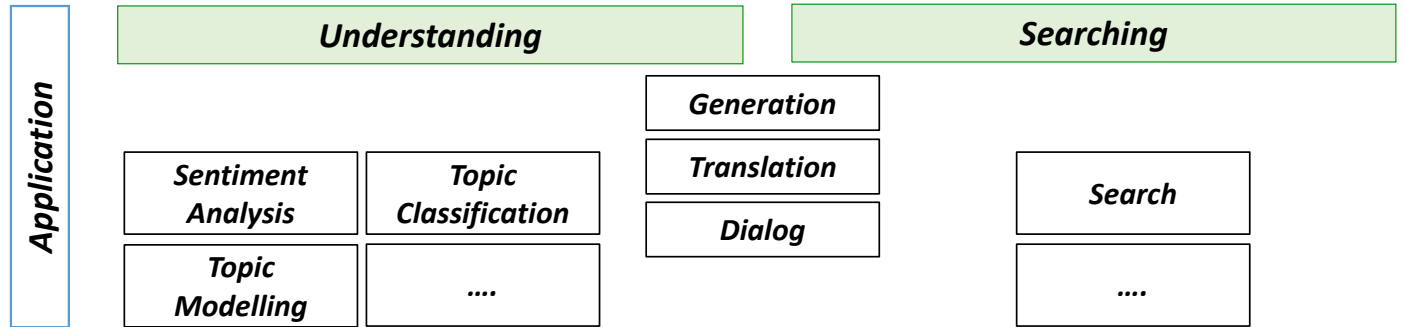 Application
Understanding
Searching
Generation
Translation
Dialog
Sentiment
Analysis
Topic
Classification
Topic
Modelling
....
Search
....